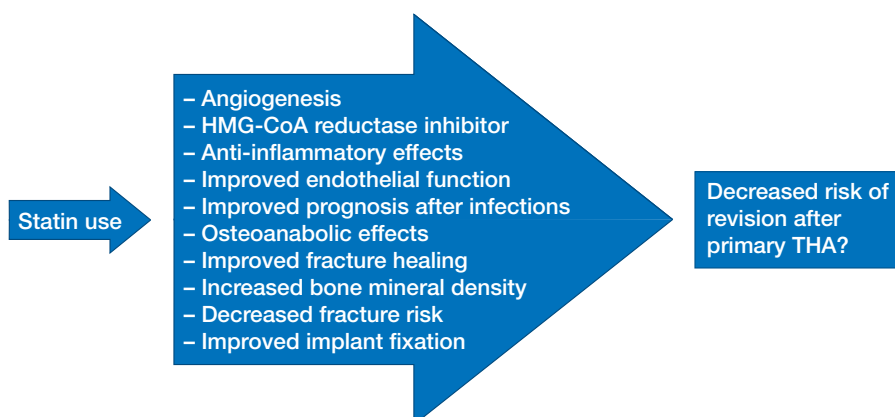 Statin use
– Angiogenesis
– HMG-CoA reductase inhibitor
– Anti-inflammatory effects
– Improved endothelial function
– Improved prognosis after infections
– Osteoanabolic effects
– Improved fracture healing
– Increased bone mineral density
– Decreased fracture risk
– Improved implant fixation
Decreased risk of
revision after
primary THA?